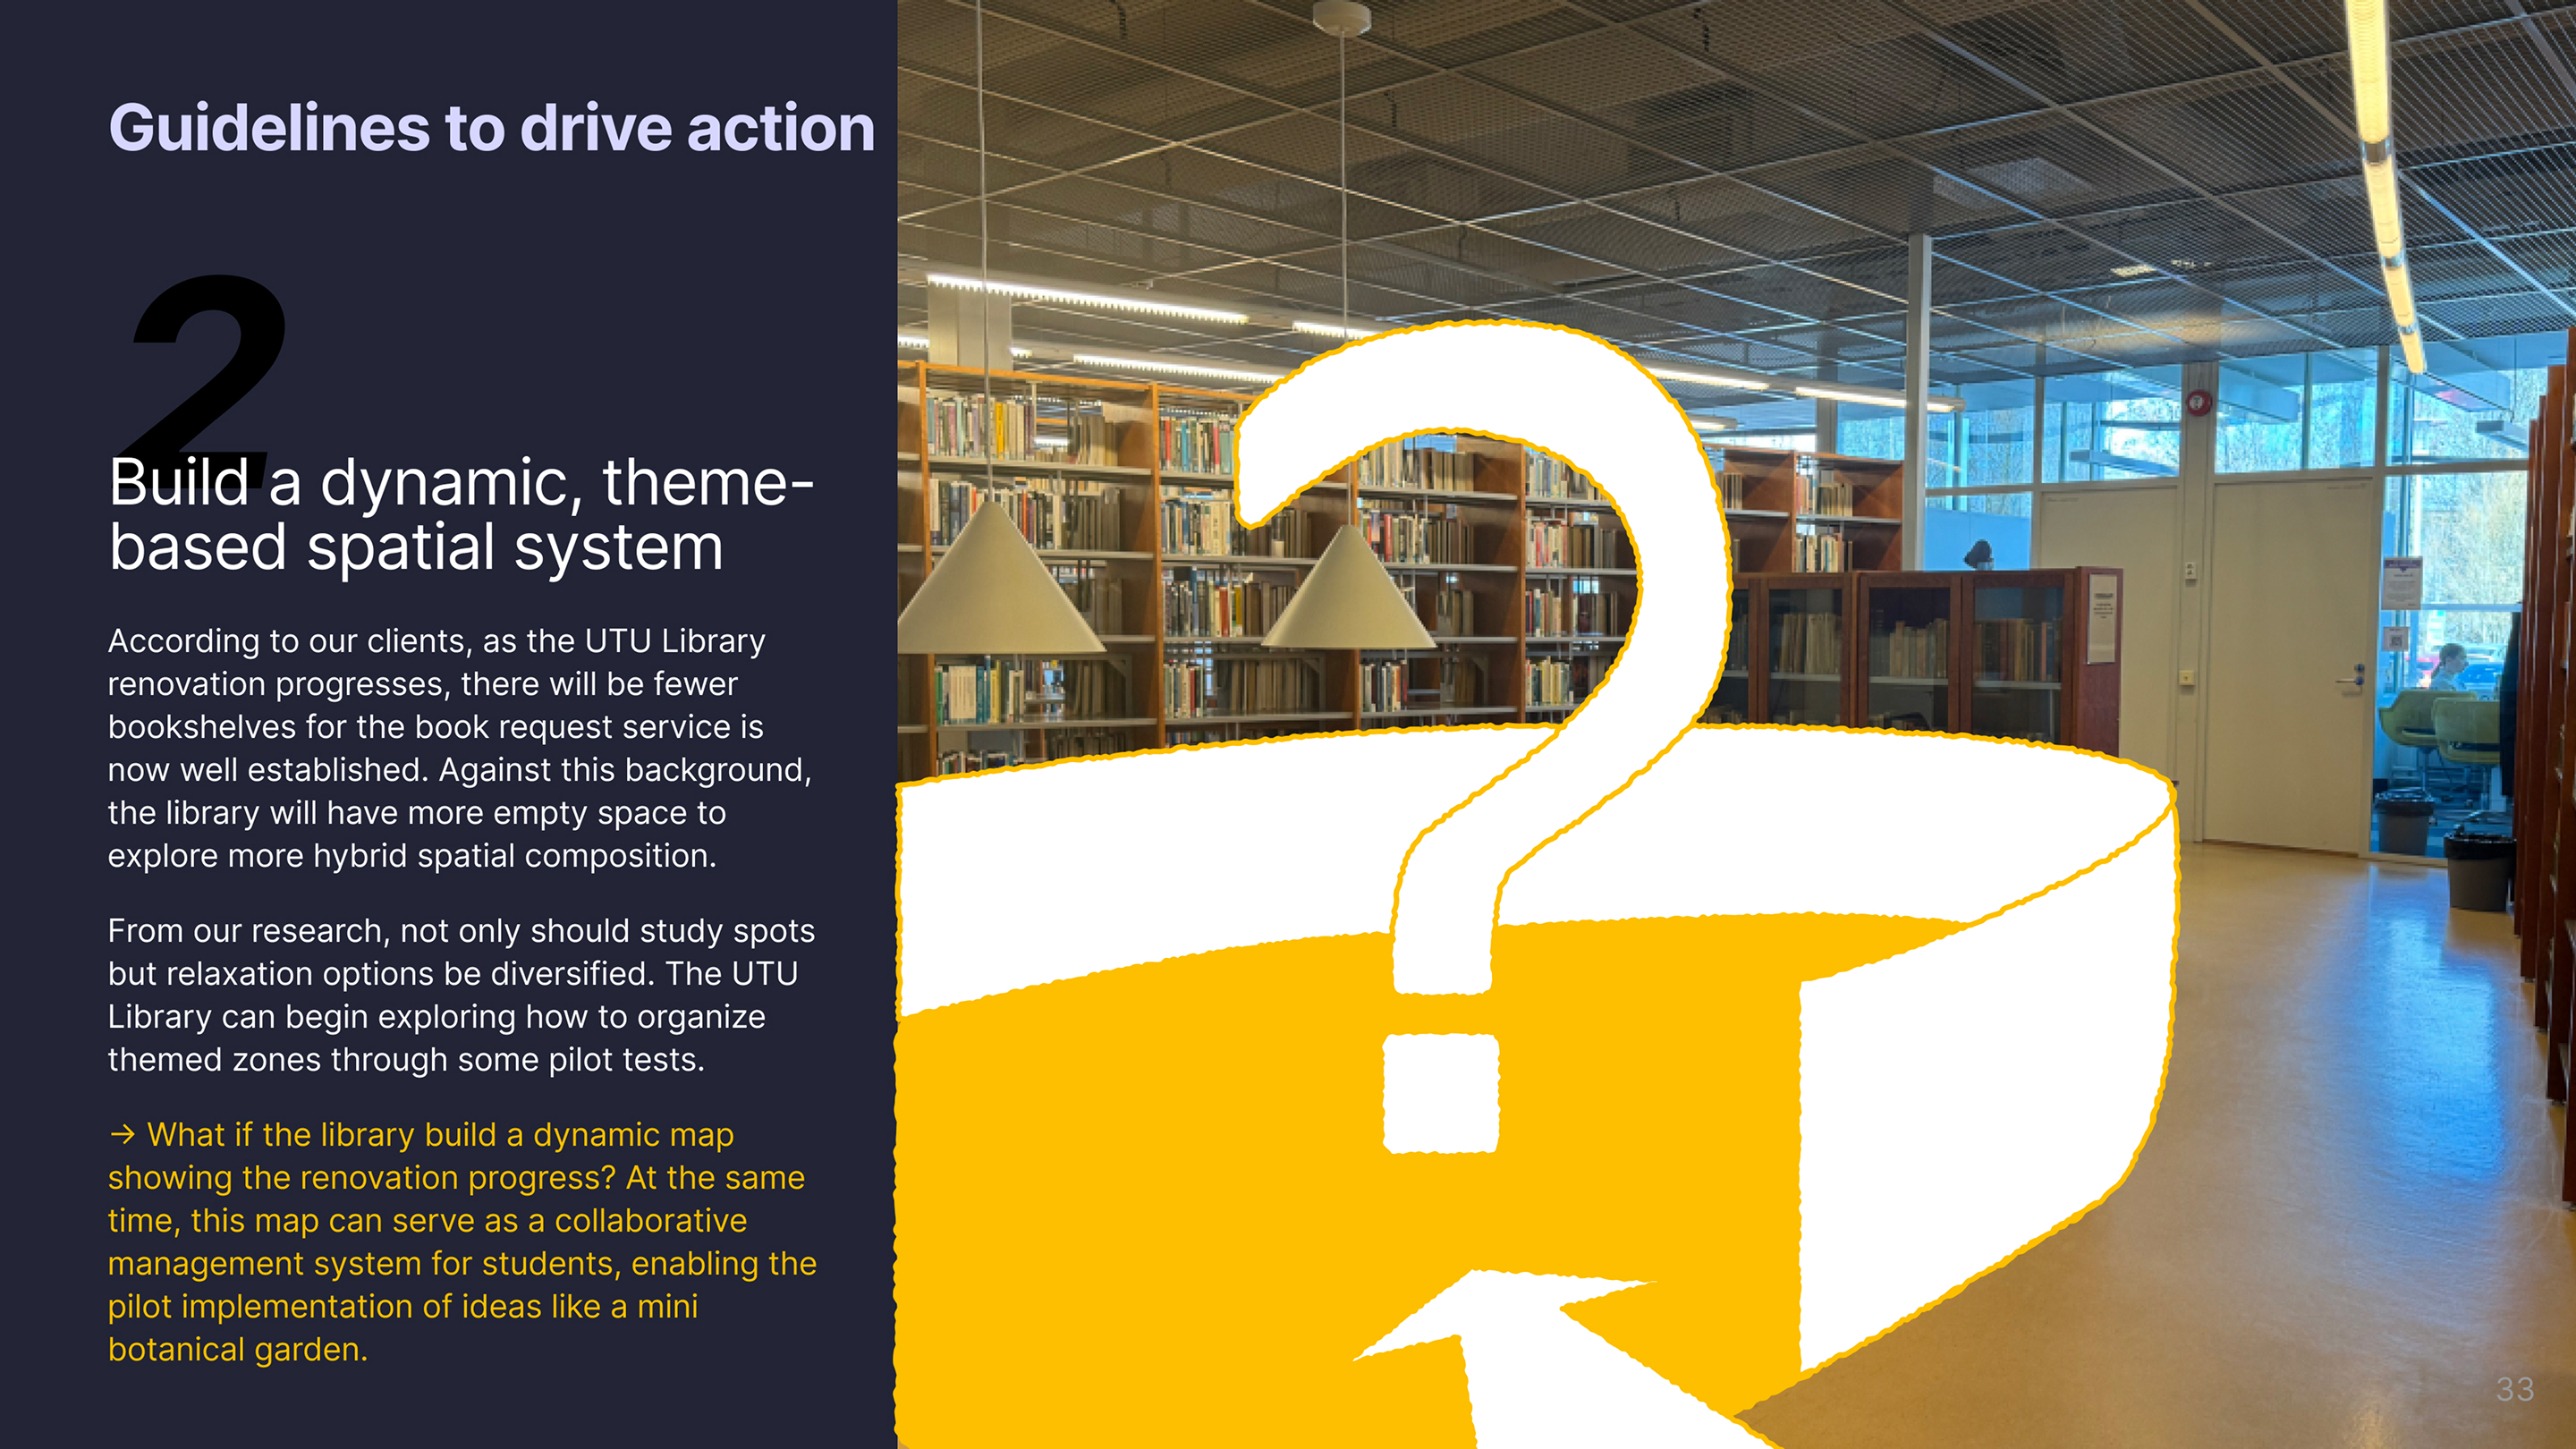 Guidelines to drive action
2
Build a dynamic, theme-
based spatial system
According to our clients, as the UTU Library
renovation progresses, there will be fewer
bookshelves for the book request service is
now well established. Against this background,
the library will have more empty space to
explore more hybrid spatial composition.
From our research, not only should study spots
but relaxation options be diversified. The UTU
Library can begin exploring how to organize
themed zones through some pilot tests.
→ What if the library build a dynamic map
showing the renovation progress? At the same
time, this map can serve as a collaborative
management system for students, enabling the
pilot implementation of ideas like a mini
botanical garden.
?
33